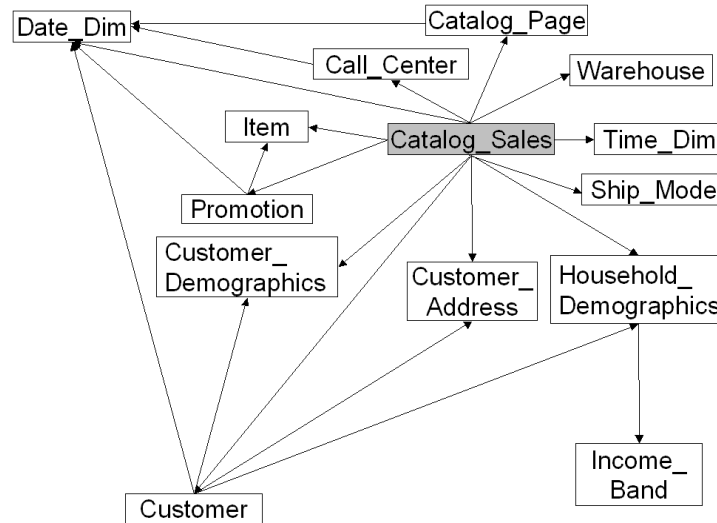 Date_Dim
Catalog_Page
Call_Center
Warehouse
Item
Catalog_Sales
Time_Dim
Promotion
Ship_Mode
Customer_
Demographics
Customer_
Address
Household_
Demographics
Income_
Band
Customer